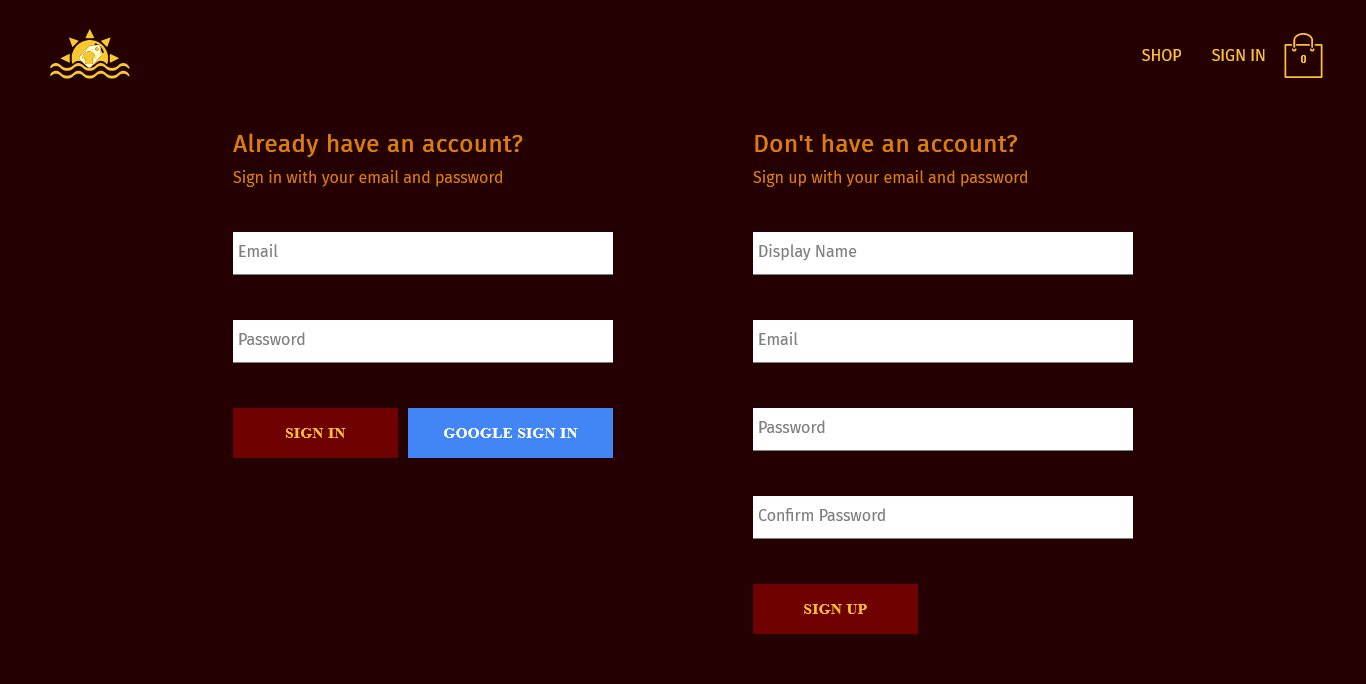 SHOP
SIGN IN
0
Already have an account?
Sign in with your email and password
Email
Password
SIGN IN
GOOGLE SIGN IN
Don't have an account?
Sign up with your email and password
Display Name
Email
Password
Confirm Password
SIGN UP